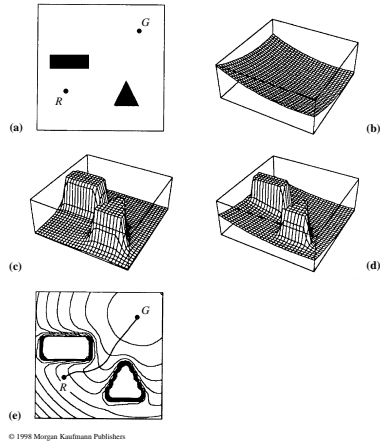 G
R
(a)
(b)
(c)
(d)
G
R
(e)
© 1998 Morgan Kaufmann Publishers